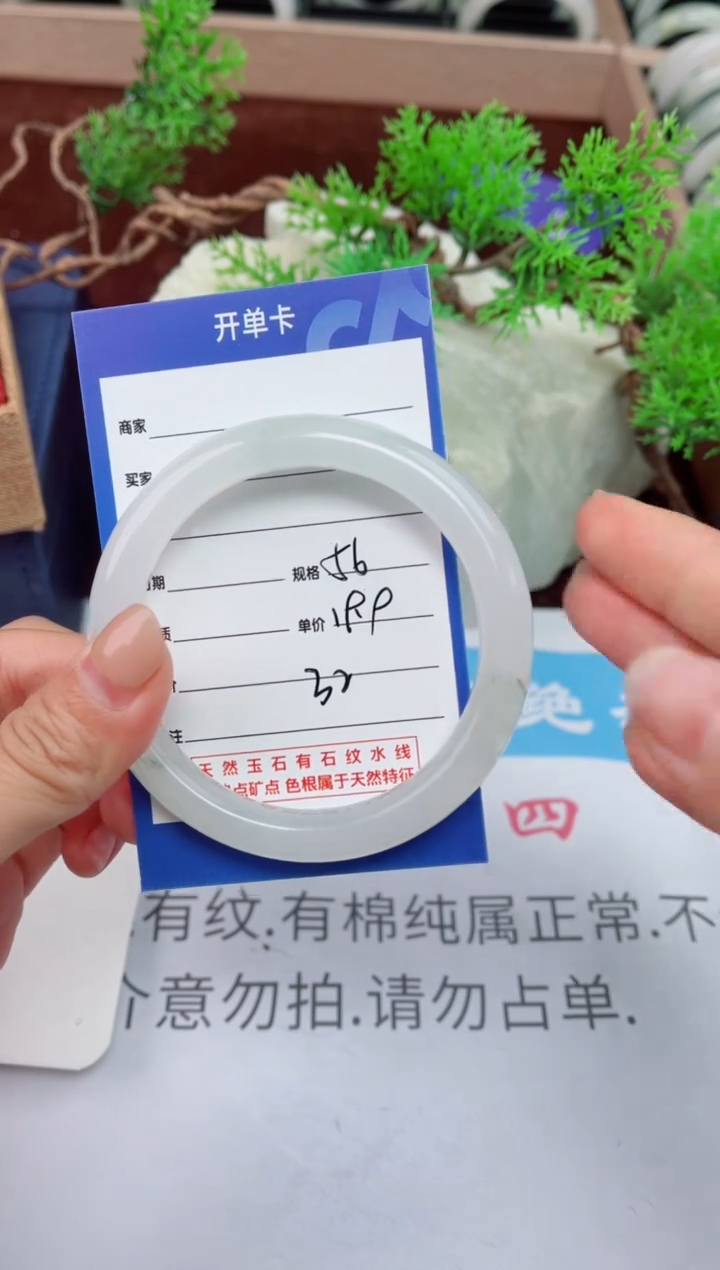 开单卡
商家
买家
期
规格 56
质
单价
价
注
天然玉石有石纹水线
点矿点 色根属于天然特征
绝
四
有纹.有棉纯属正常.不
介意勿拍.请勿占单.